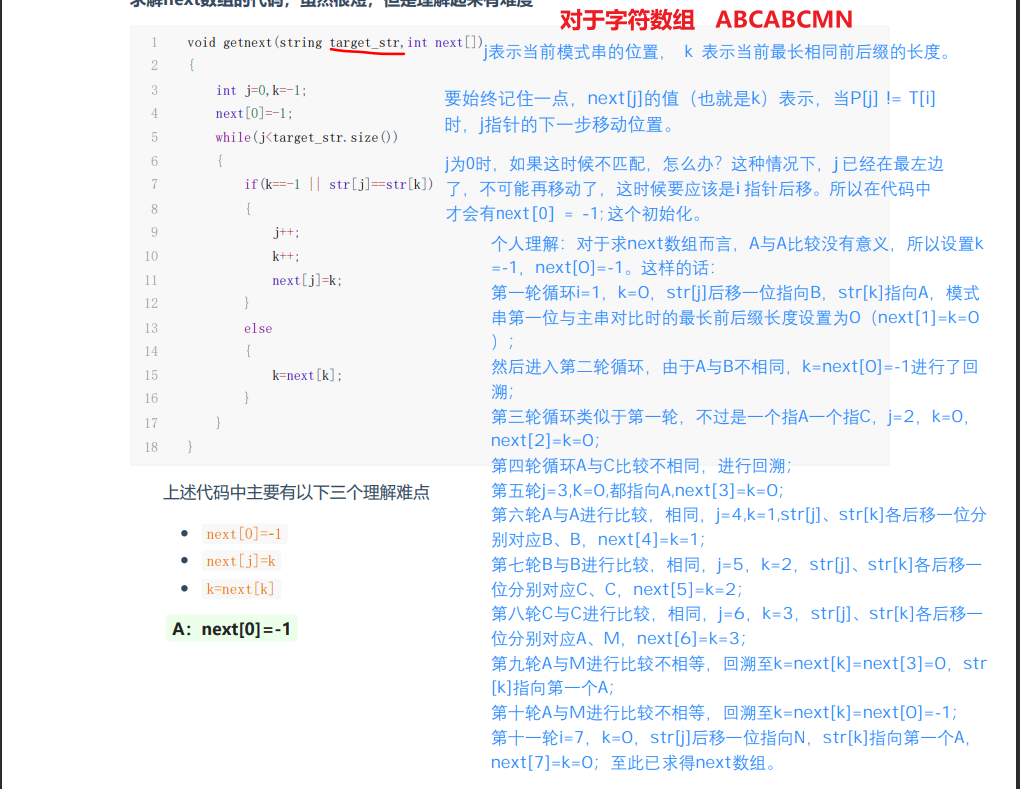 求解next数组的代码，虽然很短，但是理解起来有难度
对于字符数组 ABCABCMN
1 void getnext(string target_str,int next[])
2 {
3 int j=0,k=-1;
4 next[0]=-1;
5 while(j<target_str.size())
6 {
7 if(k==-1 || str[j]==str[k])
8 {
9 j++;
10 k++;
11 next[j]=k;
12 }
13 else
14 {
15 k=next[k];
16 }
17 }
18 }
j表示当前模式串的位置， k 表示当前最长相同前后缀的长度。
要始终记住一点，next[j]的值（也就是k）表示，当P[j] != T[i]
时，j指针的下一步移动位置。
j为0时，如果这时候不匹配，怎么办？这种情况下，j 已经在最左边
了，不可能再移动了，这时候要应该是i 指针后移。所以在代码中
才会有next[0] = -1;这个初始化。
个人理解：对于求next数组而言，A与A比较没有意义，所以设置k
=-1，next[0]=-1。这样的话：
第一轮循环i=1，k=0，str[j]后移一位指向B，str[k]指向A，模式
串第一位与主串对比时的最长前后缀长度设置为0（next[1]=k=0
）；
然后进入第二轮循环，由于A与B不相同，k=next[0]=-1进行了回
溯；
第三轮循环类似于第一轮，不过是一个指A一个指C，j=2，k=0，
next[2]=k=0；
第四轮循环A与C比较不相同，进行回溯；
第五轮j=3,K=0,都指向A,next[3]=k=0；
第六轮A与A进行比较，相同，j=4,k=1,str[j]、str[k]各后移一位分
别对应B、B，next[4]=k=1；
第七轮B与B进行比较，相同，j=5，k=2，str[j]、str[k]各后移一
位分别对应C、C，next[5]=k=2；
第八轮C与C进行比较，相同，j=6，k=3，str[j]、str[k]各后移一
位分别对应A、M，next[6]=k=3；
第九轮A与M进行比较不相等，回溯至k=next[k]=next[3]=0，str
[k]指向第一个A；
第十轮A与M进行比较不相等，回溯至k=next[k]=next[0]=-1；
第十一轮i=7，k=0，str[j]后移一位指向N，str[k]指向第一个A，
next[7]=k=0；至此已求得next数组。
上述代码中主要有以下三个理解难点
next[0]=-1
next[j]=k
k=next[k]
A：next[0]=-1